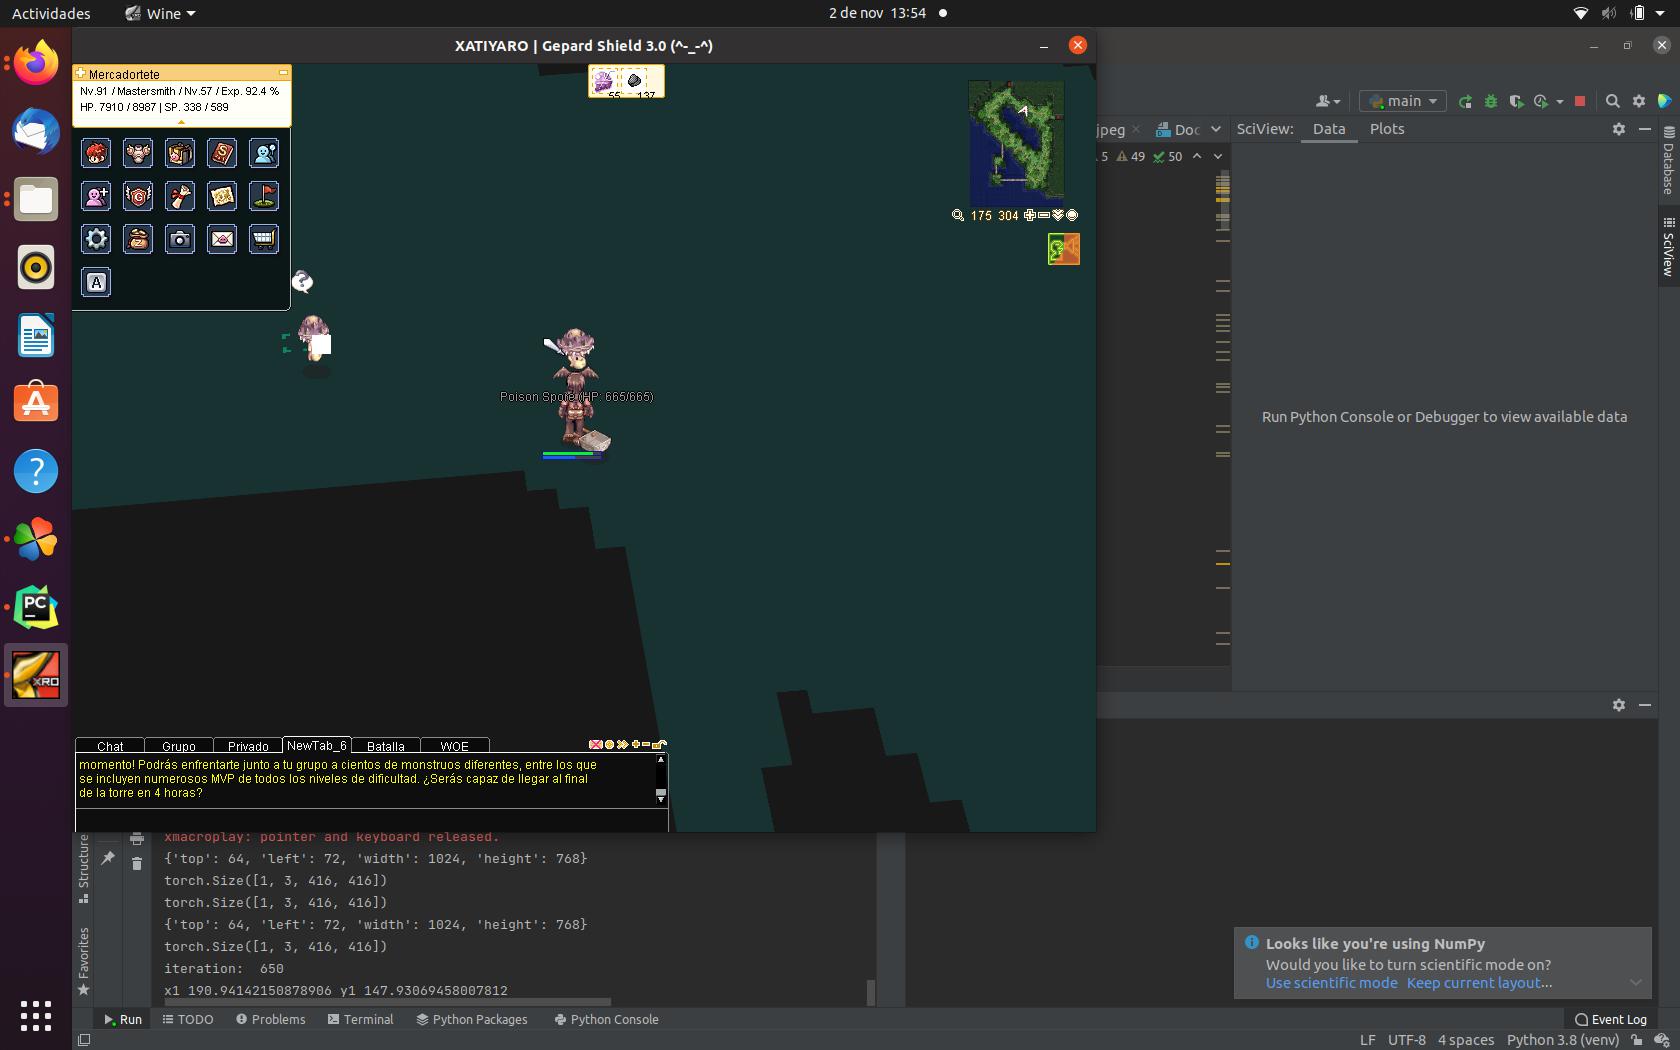 Actividades
Wine
2 de nov 13:54
XATIYARO | Gepard Shield 3.0 (^-_-^)
Mercadortete
Nv.91 / Mastersmith / Nv.57 / Exp. 92.4 %
HP. 7910 / 8987 | SP. 338 / 589
55 137
175 304
Poison Spore (HP: 665/665)
main
jpeg
Doc
SciView:
Data
Plots
5 49 50
Database
SciView
Run Python Console or Debugger to view available data
PC
XRO
Chat
Grupo
Privado
NewTab_6
Batalla
WOE
momento! Podrás enfrentarte junto a tu grupo a cientos de monstruos diferentes, entre los que
se incluyen numerosos MVP de todos los niveles de dificultad. ¿Serás capaz de llegar al final
de la torre en 4 horas?
xmacroplay: pointer and keyboard released.
{'top': 64, 'left': 72, 'width': 1024, 'height': 768}
torch.Size([1, 3, 416, 416])
torch.Size([1, 3, 416, 416])
{'top': 64, 'left': 72, 'width': 1024, 'height': 768}
torch.Size([1, 3, 416, 416])
iteration:  650
x1 190.94142150878906 y1 147.93069458007812
Structure
Favorites
Looks like you're using NumPy
Would you like to turn scientific mode on?
Use scientific mode Keep current layout...
Run
TODO
Problems
Terminal
Python Packages
Python Console
Event Log
LF
UTF-8
4 spaces
Python 3.8 (venv)